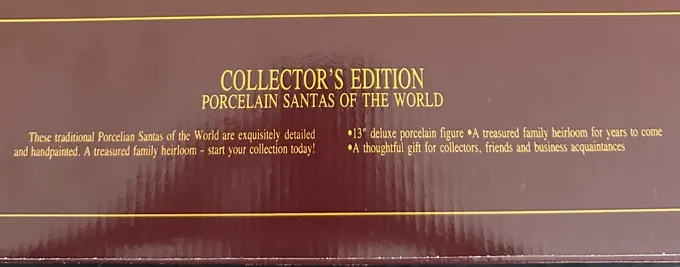 COLLECTOR'S EDITION
PORCELAIN SANTAS OF THE WORLD
These traditional Porcelian Santas of the World are exquisitely detailed
and handpainted. A treasured family heirloom – start your collection today!
•13" deluxe porcelain figure •A treasured family heirloom for years to come
•A thoughtful gift for collectors, friends and business acquaintances